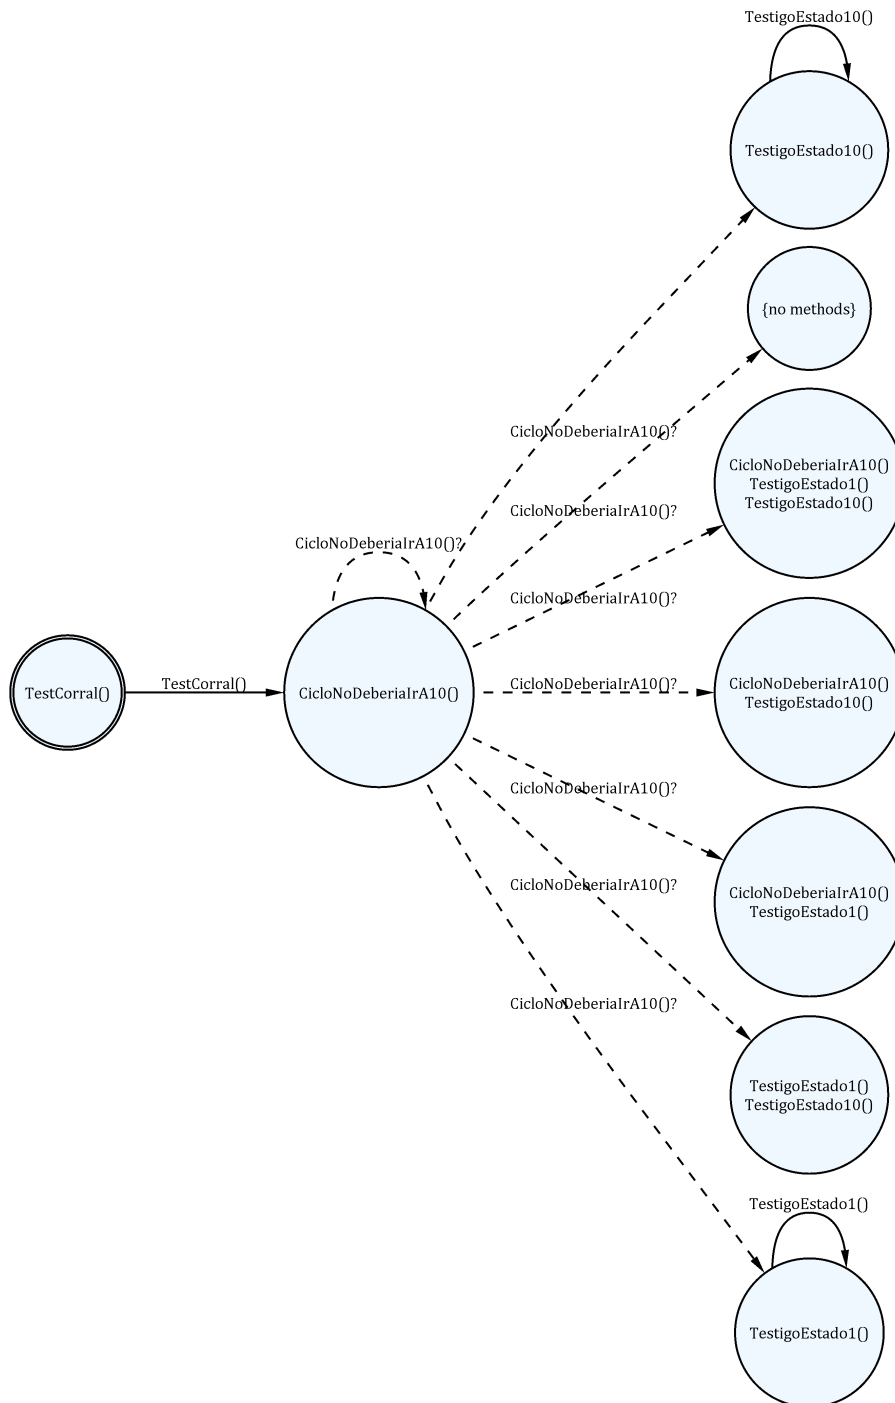 TestigoEstado10()
TestigoEstado10()
{no methods}
CicloNoDeberiaIrA10()?
CicloNoDeberiaIrA10()
TestigoEstado1()
TestigoEstado10()
CicloNoDeberiaIrA10()?
CicloNoDeberiaIrA10()?
CicloNoDeberiaIrA10()?
TestCorral()
TestCorral()
CicloNoDeberiaIrA10()
CicloNoDeberiaIrA10()?
CicloNoDeberiaIrA10()
TestigoEstado10()
CicloNoDeberiaIrA10()?
CicloNoDeberiaIrA10()?
CicloNoDeberiaIrA10()
TestigoEstado1()
CicloNoDeberiaIrA10()?
TestigoEstado1()
TestigoEstado10()
TestigoEstado1()
TestigoEstado1()